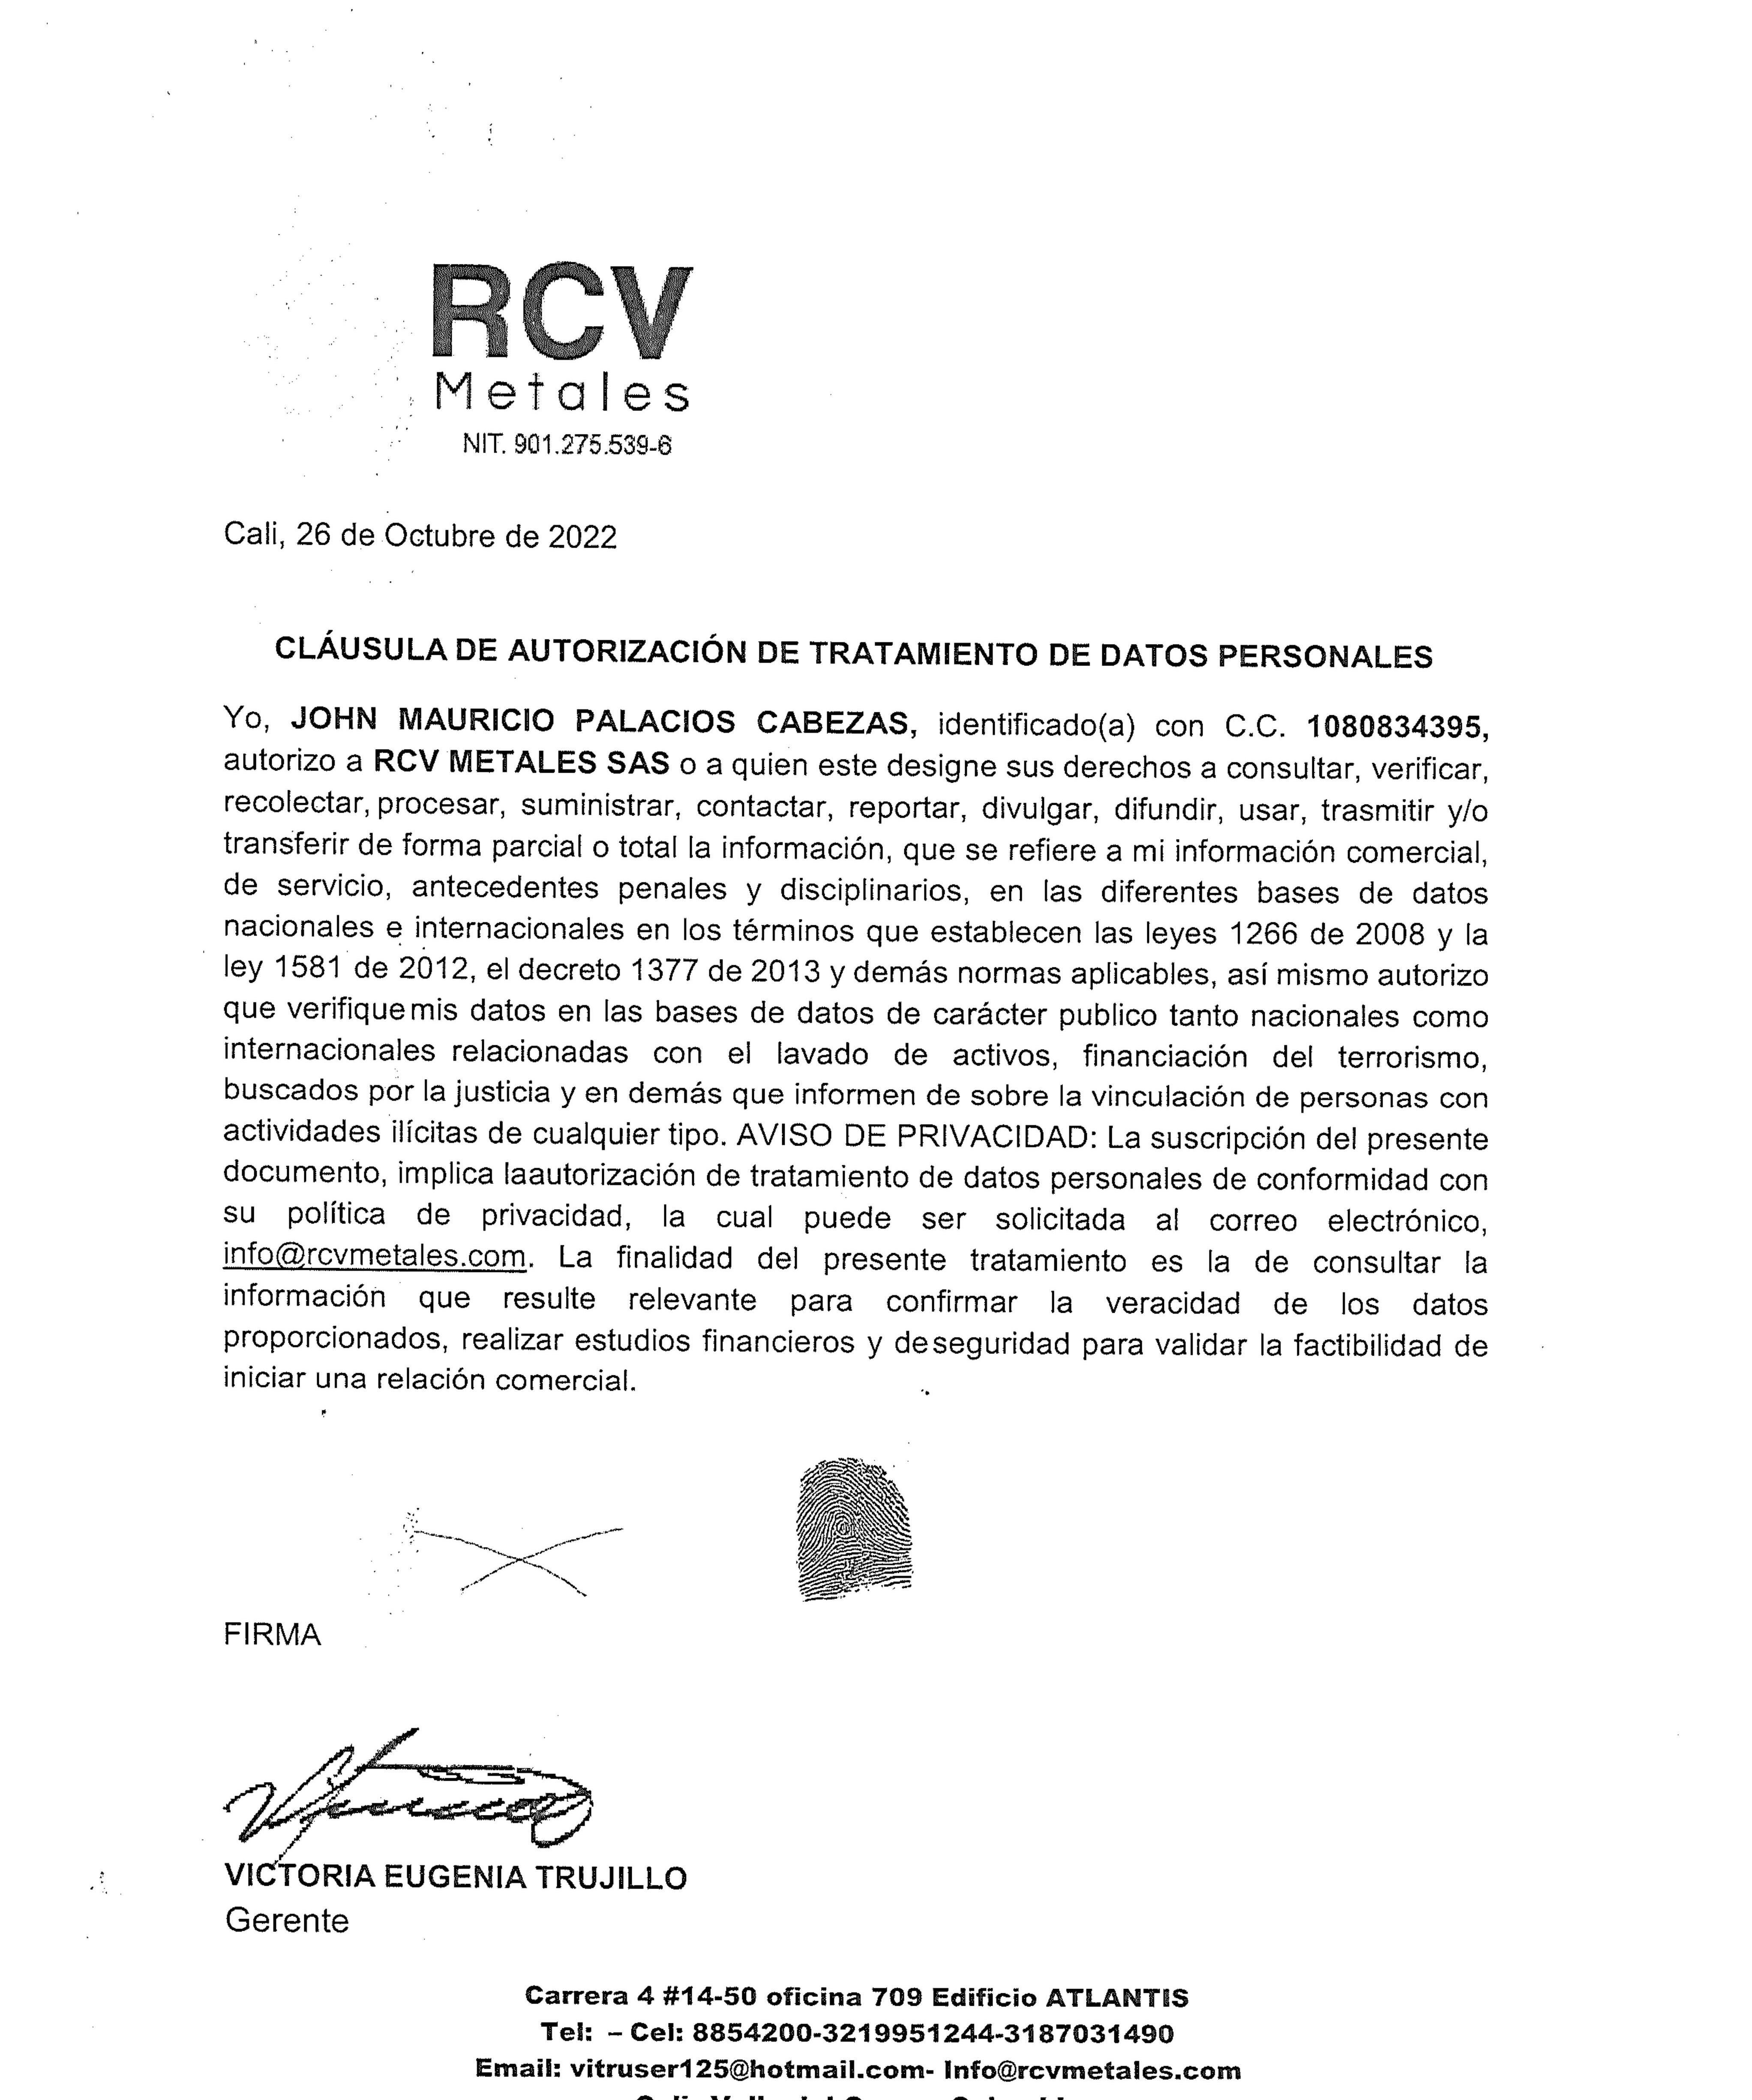 RCV
Metales
NIT. 901.275.539-6
Cali, 26 de Octubre de 2022
CLÁUSULA DE AUTORIZACIÓN DE TRATAMIENTO DE DATOS PERSONALES
Yo, JOHN MAURICIO PALACIOS CABEZAS, identificado(a) con C.C. 1080834395,
autorizo a RCV METALES SAS o a quien este designe sus derechos a consultar, verificar,
recolectar, procesar, suministrar, contactar, reportar, divulgar, difundir, usar, trasmitir y/o
transferir de forma parcial o total la información, que se refiere a mi información comercial,
de servicio, antecedentes penales y disciplinarios, en las diferentes bases de datos
nacionales e internacionales en los términos que establecen las leyes 1266 de 2008 y la
ley 1581 de 2012, el decreto 1377 de 2013 y demás normas aplicables, así mismo autorizo
que verifique mis datos en las bases de datos de carácter publico tanto nacionales como
internacionales relacionadas con el lavado de activos, financiación del terrorismo,
buscados por la justicia y en demás que informen de sobre la vinculación de personas con
actividades ilícitas de cualquier tipo. AVISO DE PRIVACIDAD: La suscripción del presente
documento, implica laautorización de tratamiento de datos personales de conformidad con
su política de privacidad, la cual puede ser solicitada al correo electrónico,
info@rcvmetales.com. La finalidad del presente tratamiento es la de consultar la
información que resulte relevante para confirmar la veracidad de los datos
proporcionados, realizar estudios financieros y deseguridad para validar la factibilidad de
iniciar una relación comercial.
FIRMA
VICTORIA EUGENIA TRUJILLO
Gerente
Carrera 4 #14-50 oficina 709 Edificio ATLANTIS
Tel: – Cel: 8854200-3219951244-3187031490
Email: vitruser125@hotmail.com- Info@rcvmetales.com